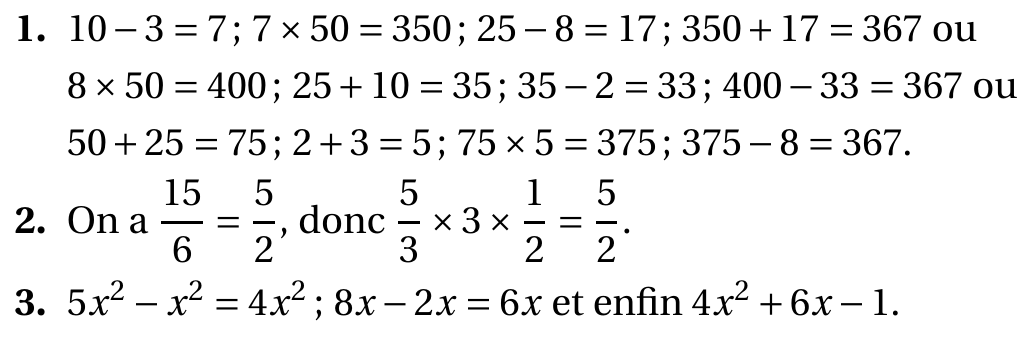 1. 10 − 3 = 7 ; 7 × 50 = 350 ; 25 − 8 = 17 ; 350 + 17 = 367 ou
8 × 50 = 400 ; 25 + 10 = 35 ; 35 − 2 = 33 ; 400 − 33 = 367 ou
50 + 25 = 75 ; 2 + 3 = 5 ; 75 × 5 = 375 ; 375 − 8 = 367.
2. On a 15/6 = 5/2, donc 5/3 × 3 × 1/2 = 5/2.
3. 5x² − x² = 4x² ; 8x − 2x = 6x et enfin 4x² + 6x − 1.